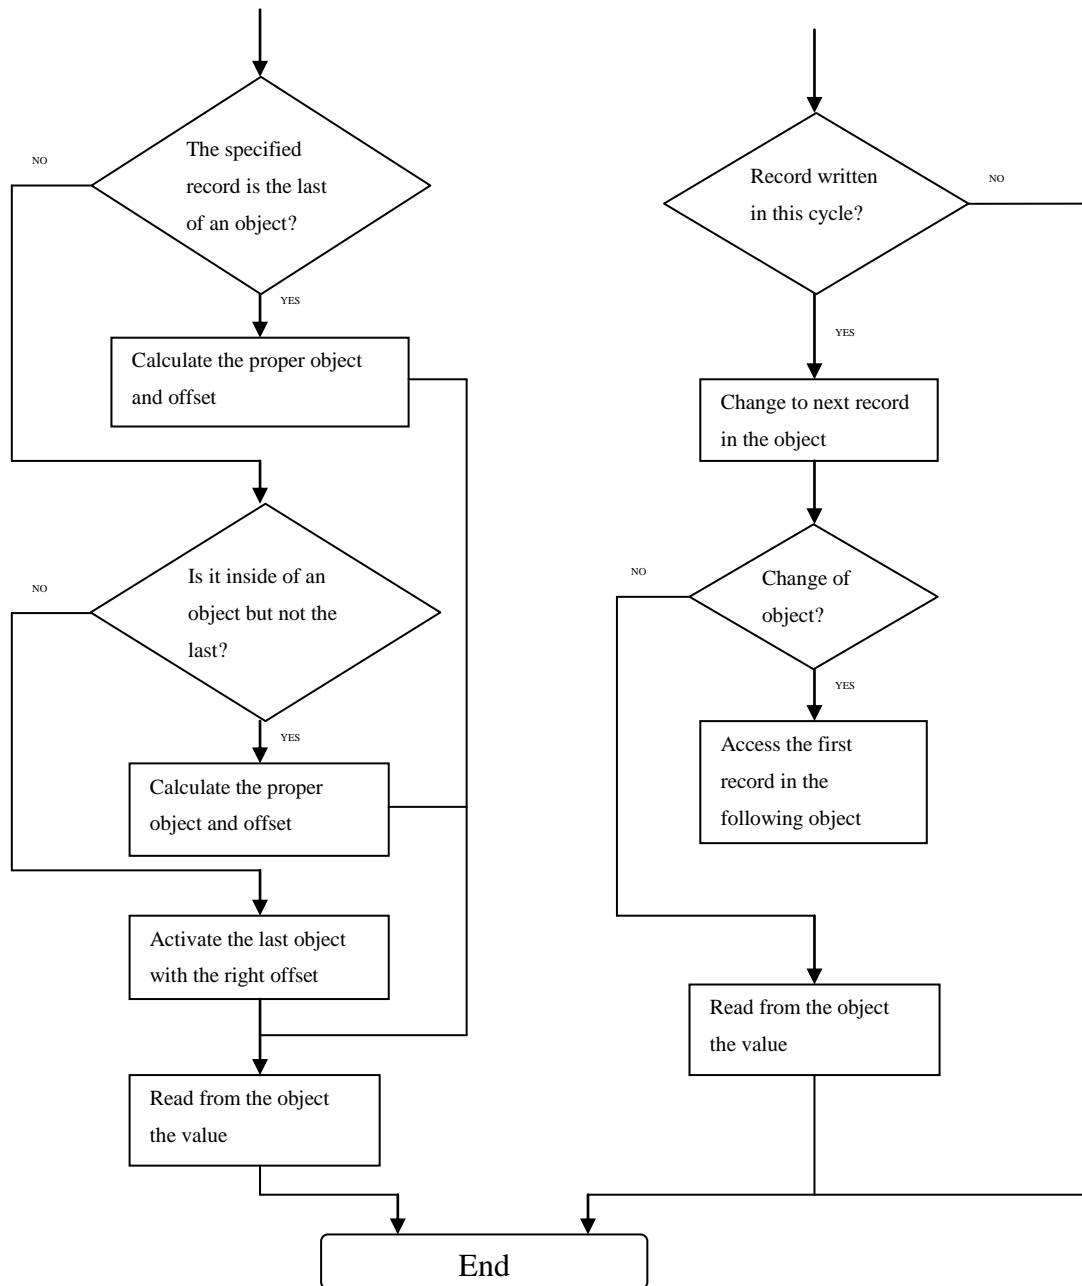 The specified
record is the last
of an object?
NO
YES
Calculate the proper object
and offset
Is it inside of an
object but not the
last?
NO
YES
Calculate the proper
object and offset
Activate the last object
with the right offset
Read from the object
the value
Record written
in this cycle?
NO
YES
Change to next record
in the object
Change of
object?
NO
YES
Access the first
record in the
following object
Read from the object
the value
End